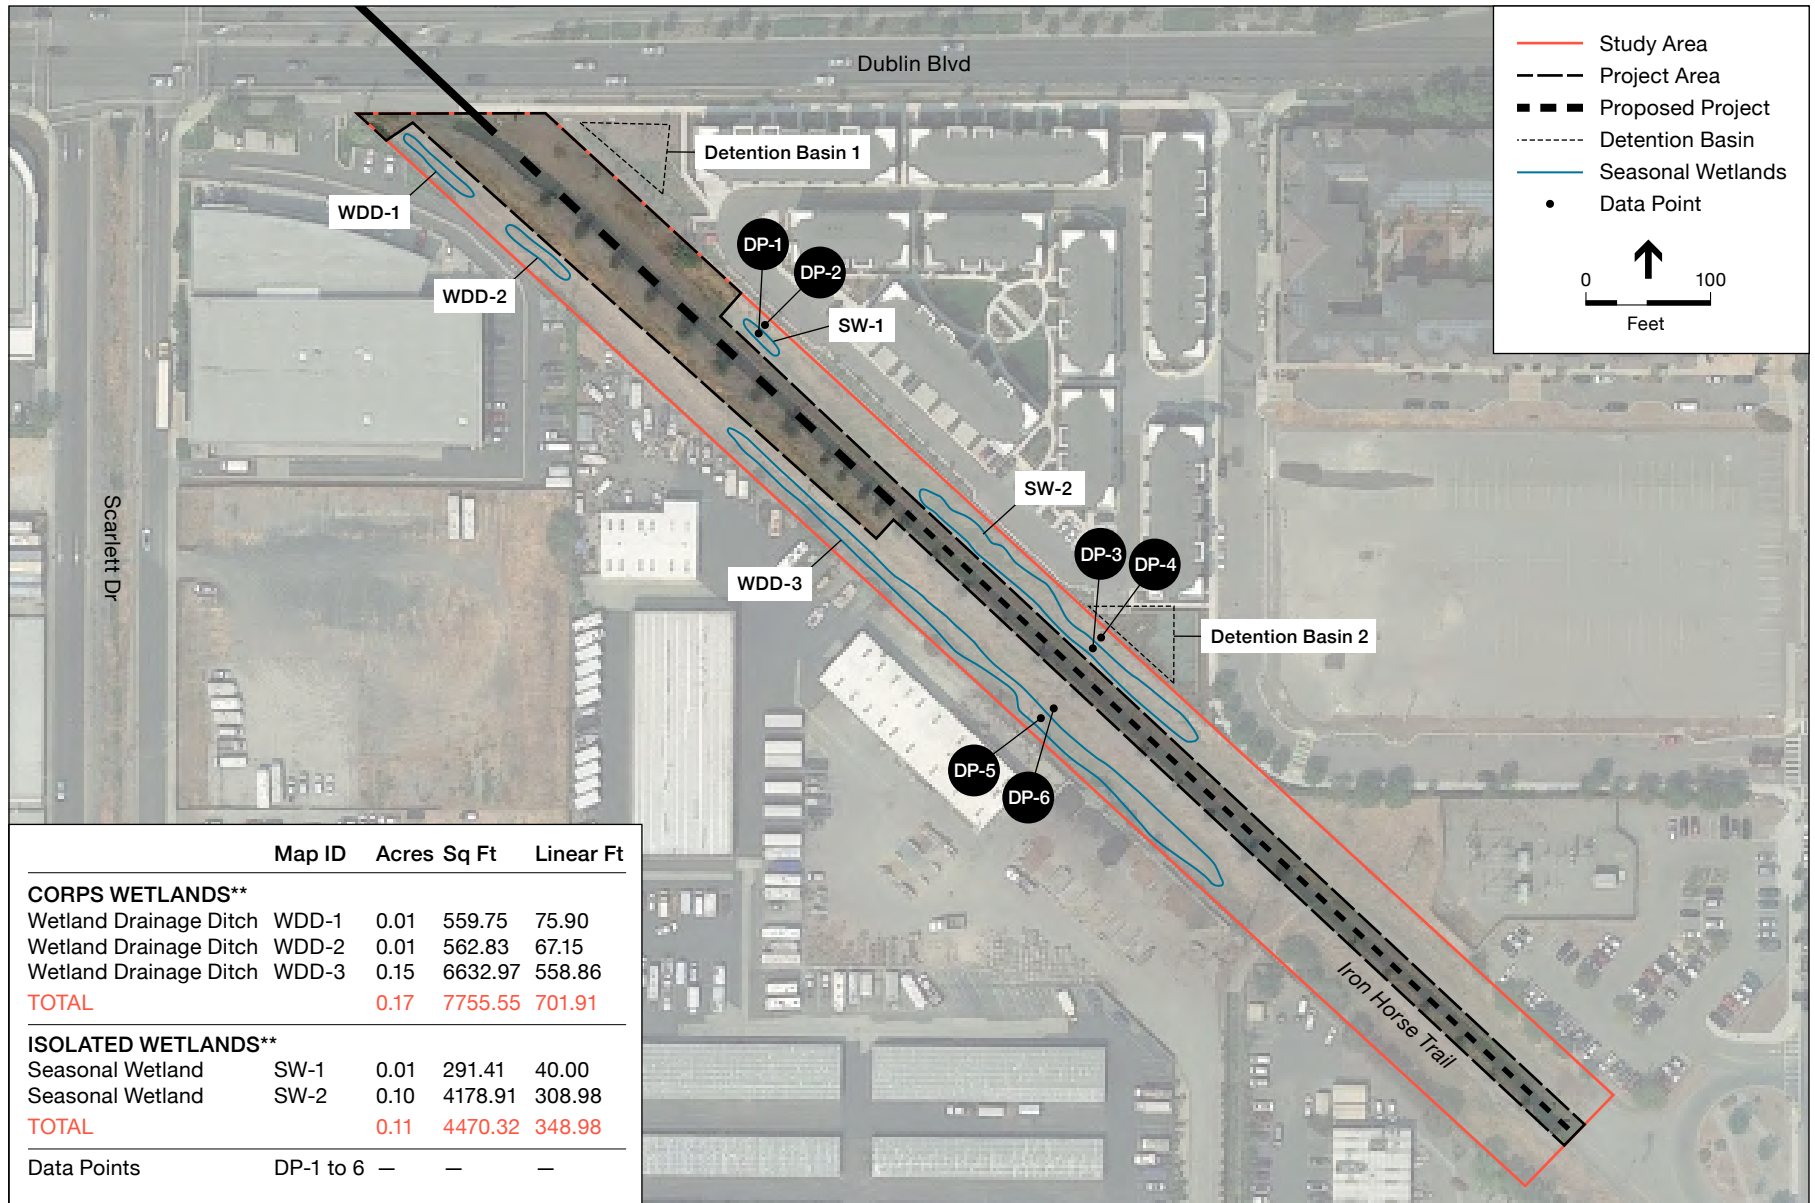 Dublin Blvd
Study Area
Project Area
Proposed Project
Detention Basin
Seasonal Wetlands
Data Point
0 100
Feet
Detention Basin 1
WDD-1
DP-1
DP-2
WDD-2
SW-1
SW-2
Scarlett Dr
DP-3
DP-4
WDD-3
Detention Basin 2
DP-5
DP-6
Iron Horse Trail
Map ID Acres Sq Ft Linear Ft
CORPS WETLANDS**
Wetland Drainage Ditch WDD-1 0.01 559.75 75.90
Wetland Drainage Ditch WDD-2 0.01 562.83 67.15
Wetland Drainage Ditch WDD-3 0.15 6632.97 558.86
TOTAL 0.17 7755.55 701.91
ISOLATED WETLANDS**
Seasonal Wetland SW-1 0.01 291.41 40.00
Seasonal Wetland SW-2 0.10 4178.91 308.98
TOTAL 0.11 4470.32 348.98
Data Points DP-1 to 6 — — —